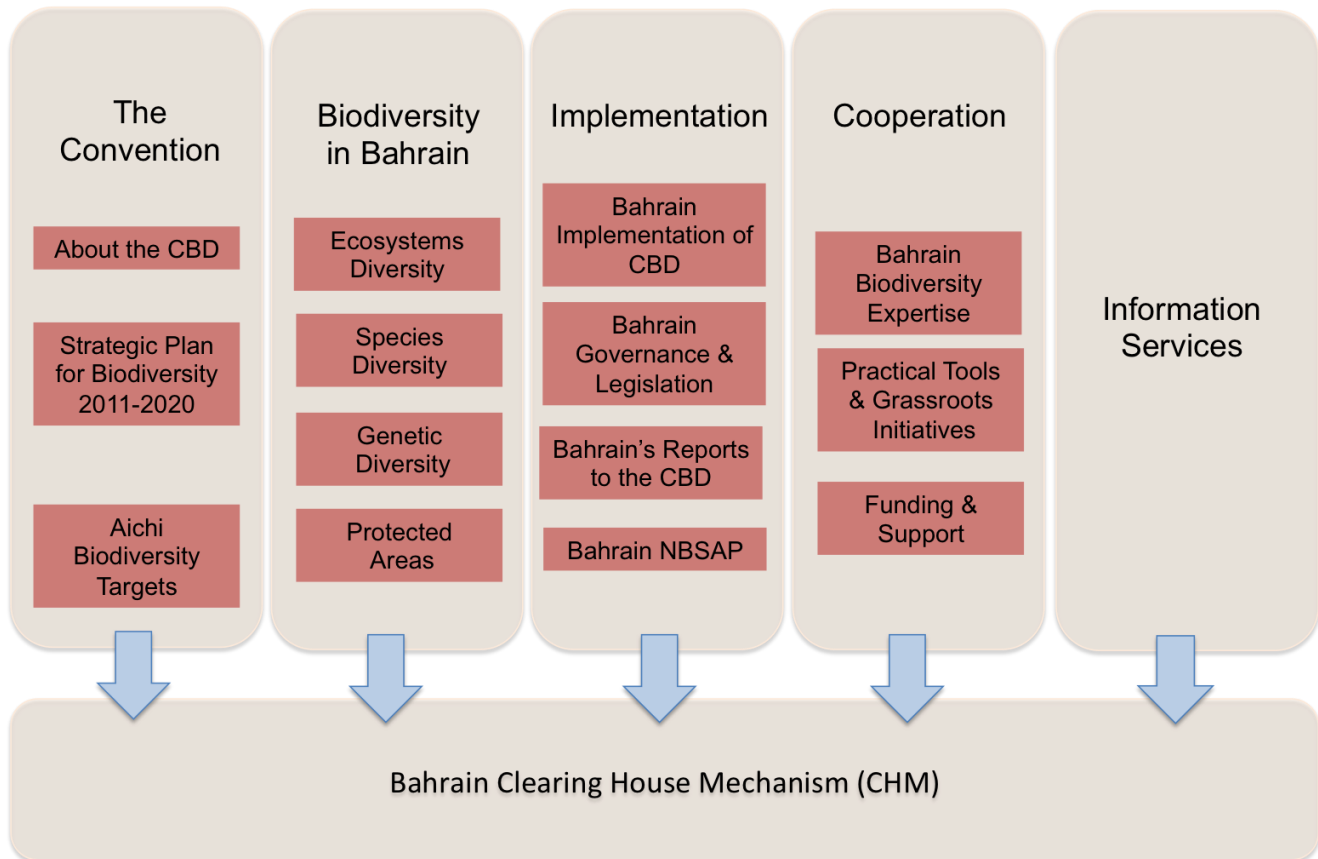 The
Convention
About the CBD
Strategic Plan
for Biodiversity
2011-2020
Aichi
Biodiversity
Targets
Biodiversity
in Bahrain
Ecosystems
Diversity
Species
Diversity
Genetic
Diversity
Protected
Areas
Implementation
Bahrain
Implementation of
CBD
Bahrain
Governance &
Legislation
Bahrain’s Reports
to the CBD
Bahrain NBSAP
Cooperation
Bahrain
Biodiversity
Expertise
Practical Tools
& Grassroots
Initiatives
Funding &
Support
Information
Services
Bahrain Clearing House Mechanism (CHM)